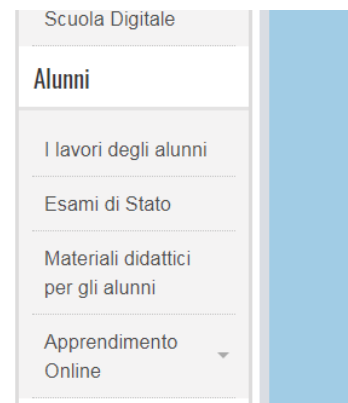 Scuola Digitale
Alunni
I lavori degli alunni
Esami di Stato
Materiali didattici
per gli alunni
Apprendimento
Online